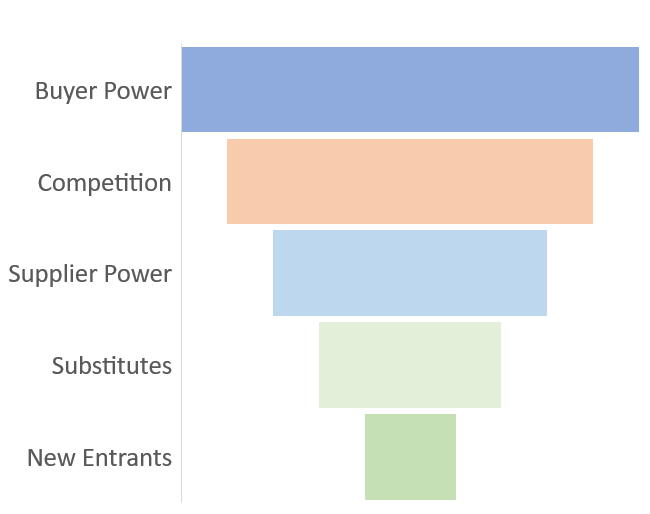 Buyer Power
Competition
Supplier Power
Substitutes
New Entrants